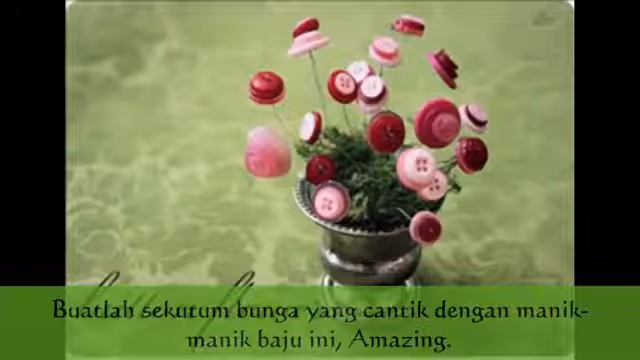 Buatlah sekutum bunga yang cantik dengan manik-
manik baju ini, Amazing.